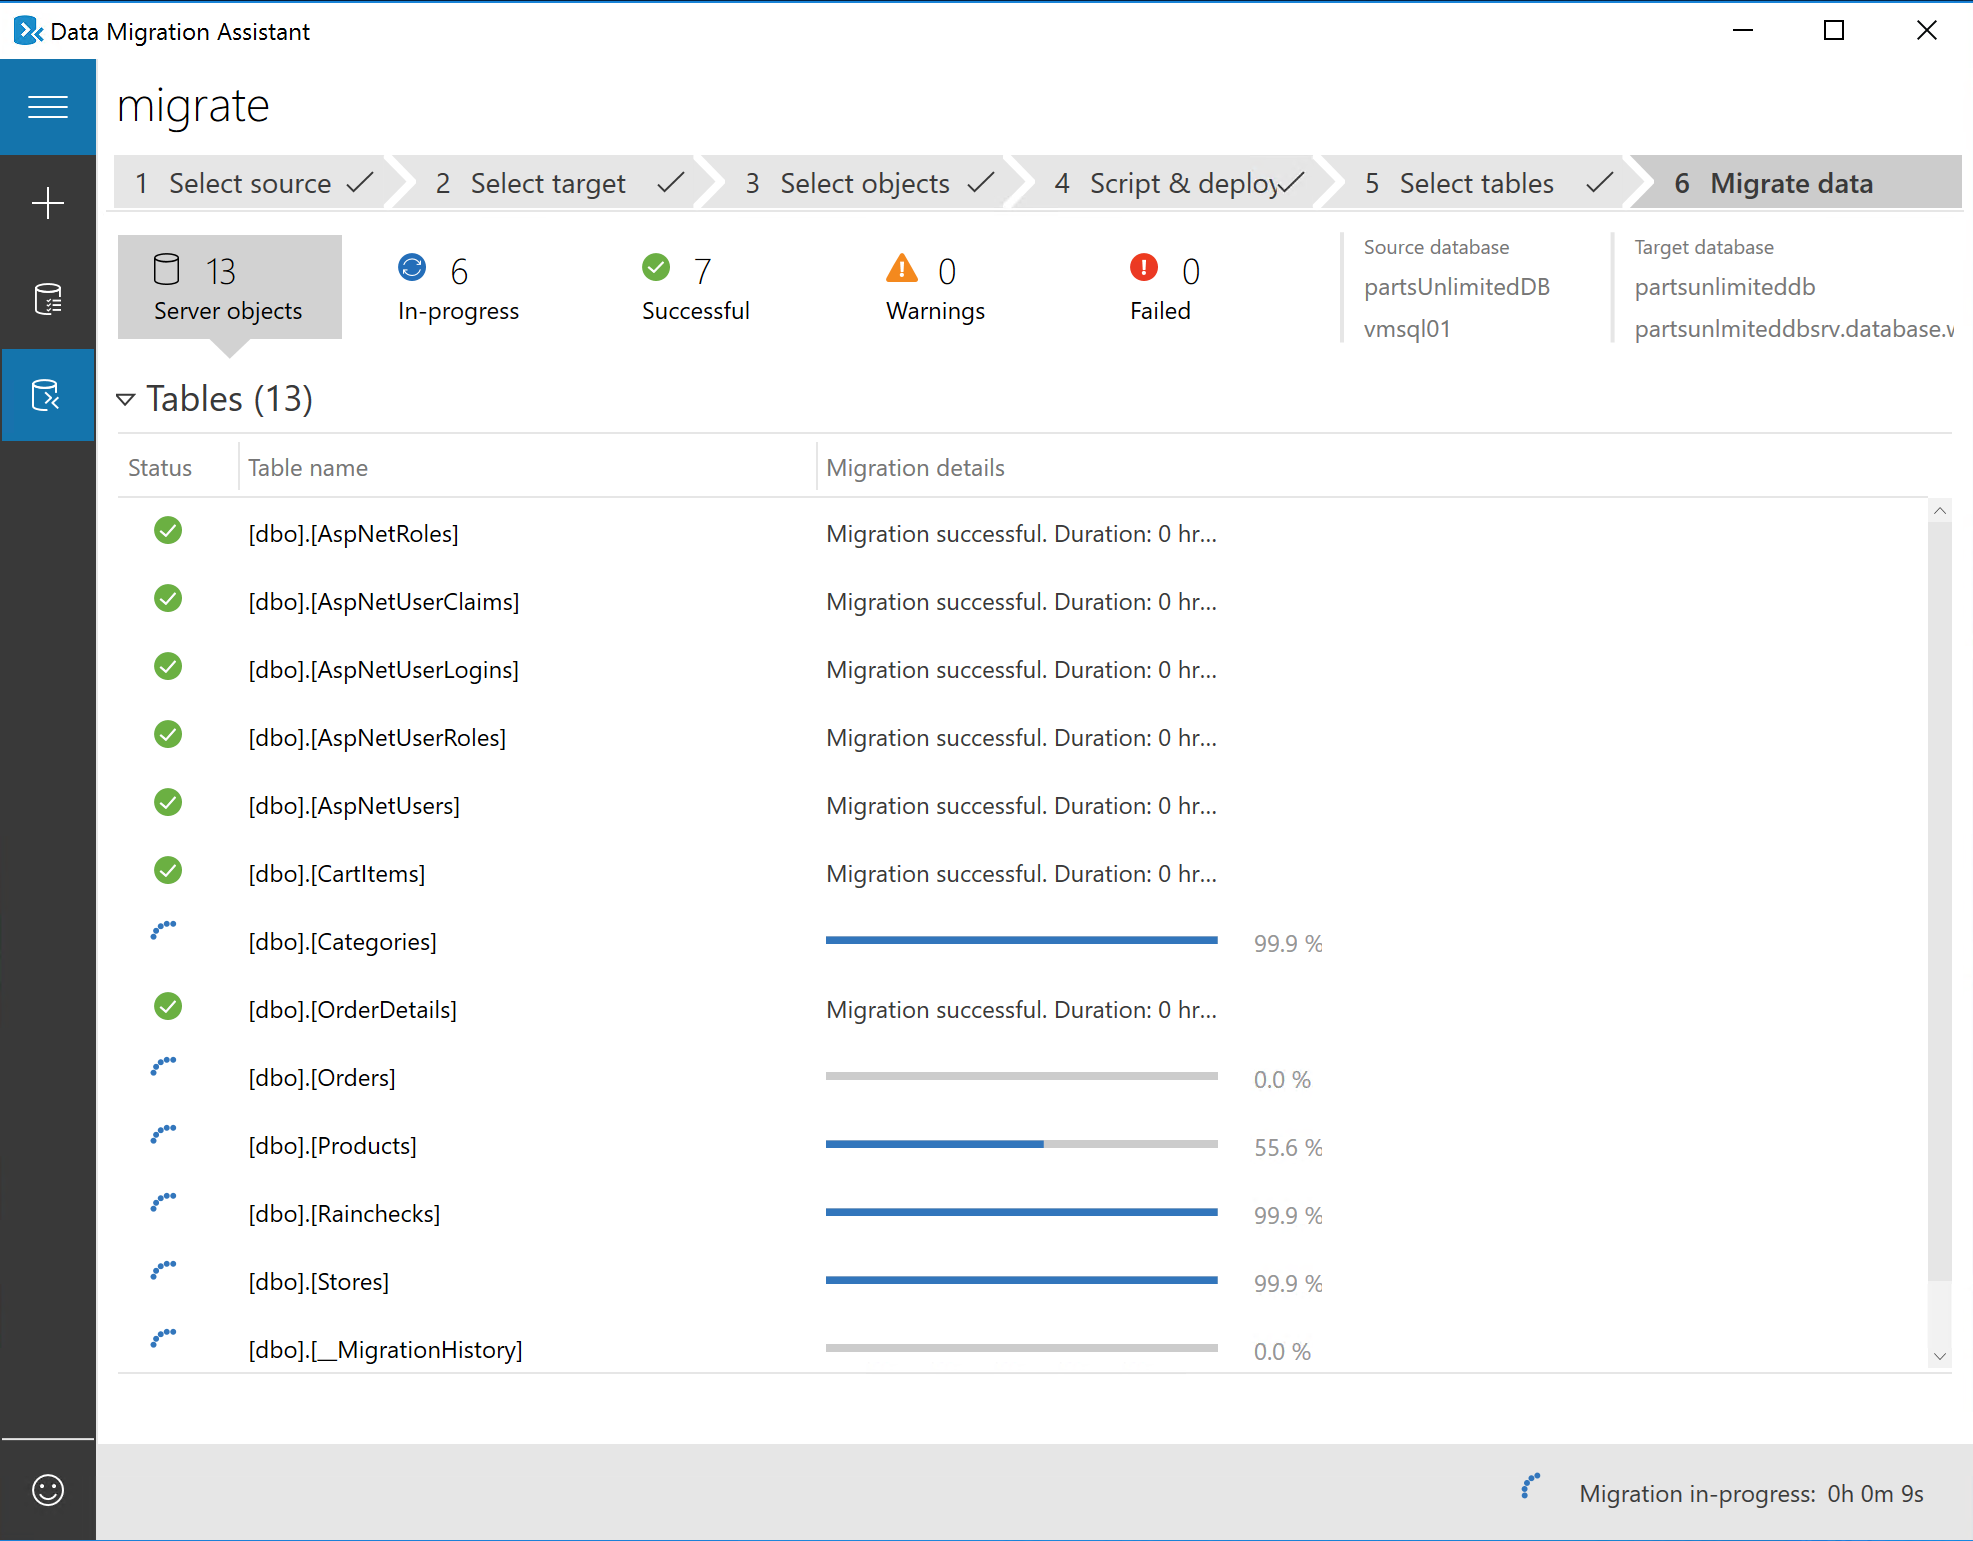 Data Migration Assistant
migrate
1 Select source 2 Select target 3 Select objects 4 Script & deploy 5 Select tables 6 Migrate data
13
Server objects
6
In-progress
7
Successful
0
Warnings
0
Failed
Source database
partsUnlimitedDB
vmsql01
Target database
partsunlimiteddb
partsunlmiteddbsrv.database.w
Tables (13)
Status Table name Migration details
[dbo].[AspNetRoles] Migration successful. Duration: 0 hr...
[dbo].[AspNetUserClaims] Migration successful. Duration: 0 hr...
[dbo].[AspNetUserLogins] Migration successful. Duration: 0 hr...
[dbo].[AspNetUserRoles] Migration successful. Duration: 0 hr...
[dbo].[AspNetUsers] Migration successful. Duration: 0 hr...
[dbo].[CartItems] Migration successful. Duration: 0 hr...
[dbo].[Categories] 99.9 %
[dbo].[OrderDetails] Migration successful. Duration: 0 hr...
[dbo].[Orders] 0.0 %
[dbo].[Products] 55.6 %
[dbo].[Rainchecks] 99.9 %
[dbo].[Stores] 99.9 %
[dbo].[__MigrationHistory] 0.0 %
Migration in-progress: 0h 0m 9s